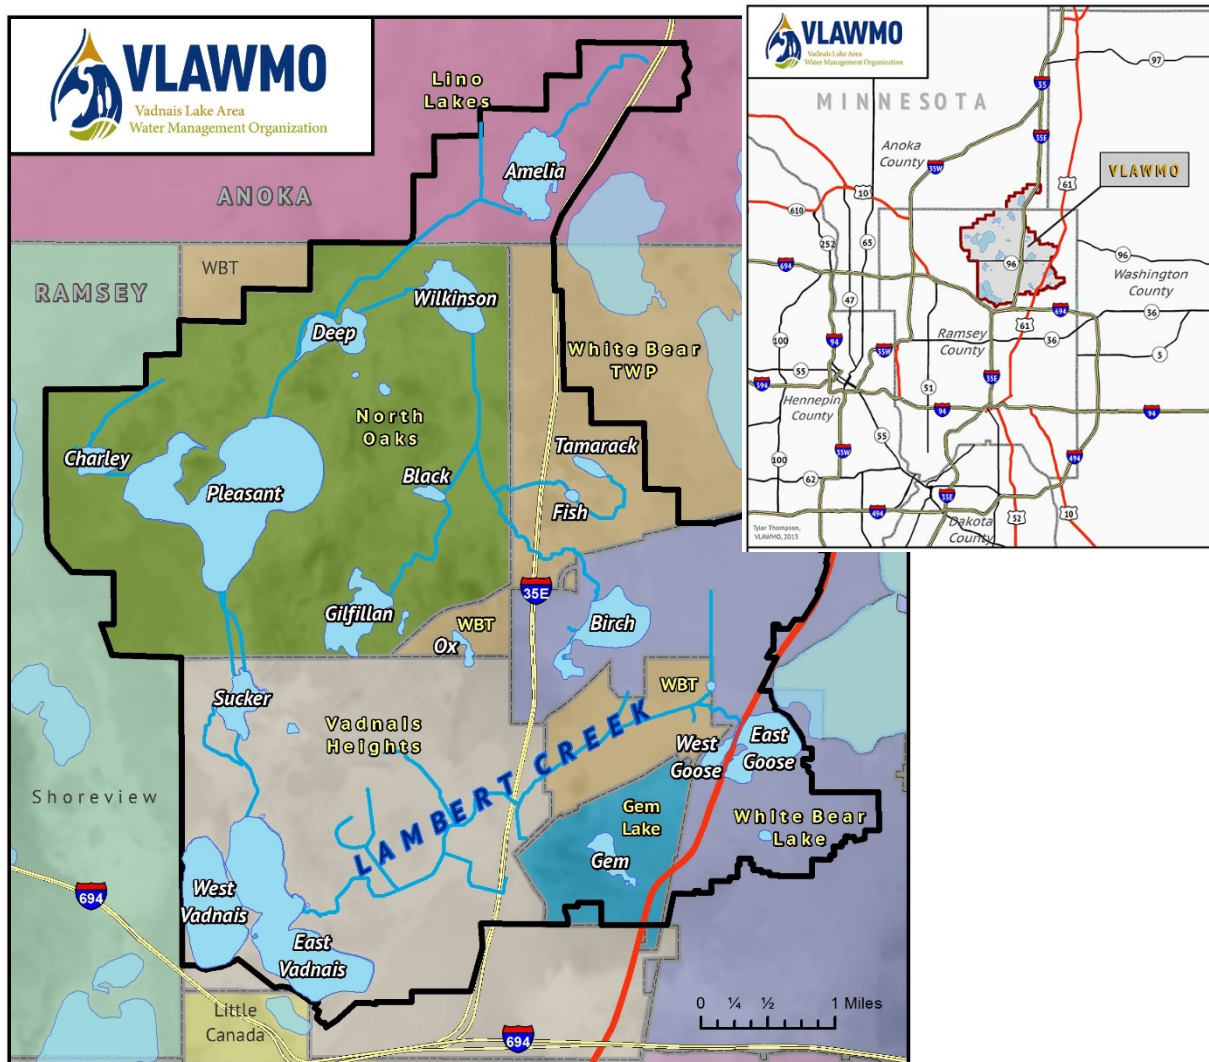 VLAWMO
Vadnais Lake Area
Water Management Organization
Lino
Lakes
Amelia
ANOKA
WBT
RAMSEY
Wilkinson
Deep
White Bear
TWP
North
Oaks
Charley
Pleasant
Black
Tamarack
Fish
35E
Gilfillan
WBT
Ox
Birch
Sucker
Vadnais
Heights
WBT
LAMBERT CREEK
West
Goose
East
Goose
Shoreview
Gem
Lake
White Bear
Lake
Gem
694
West
Vadnais
East
Vadnais
Little
Canada
694
0 ¼ ½ 1 Miles
VLAWMO
Vadnais Lake Area
Water Management Organization
MINNESOTA
35
97
Anoka
County
35E
35W
VLAWMO
10
61
610
252
65
96
96
694
Washington
County
47
694
36
61
Ramsey
County
36
100
94
35W
5
55
35E
394
51
Hennepin
County
94
94
55
35W
100
494
62
35E
494
52
10
Dakota
County
Tyler Thompson,
VLAWMO, 2015